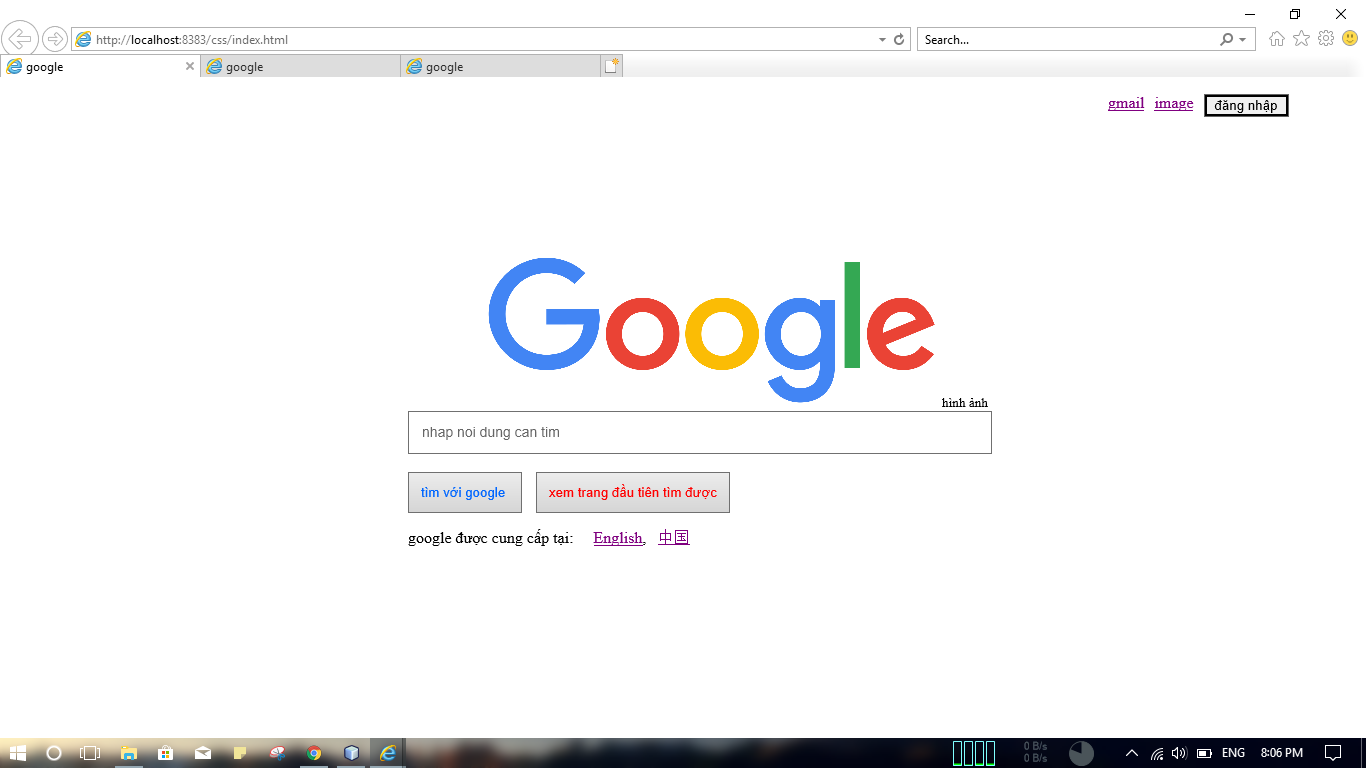 http://localhost:8383/css/index.html
Search...
google
google
google
gmail image đăng nhập
Google
hình ảnh
nhap noi dung can tim
tìm với google xem trang đầu tiên tìm được
google được cung cấp tại: English, 中国
0 B/s
0 B/s
ENG 8:06 PM